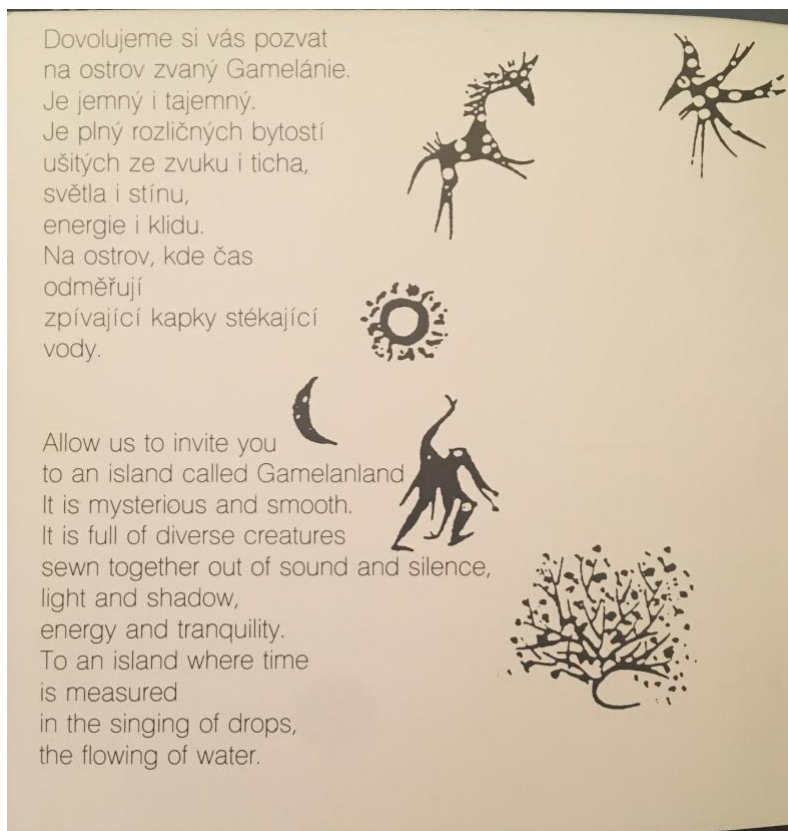 Dovolujeme si vás pozvat
na ostrov zvaný Gamelánie.
Je jemný i tajemný.
Je plný rozličných bytostí
ušitých ze zvuku i ticha,
světla i stínu,
energie i klidu.
Na ostrov, kde čas
odměřují
zpívající kapky stékající
vody.
Allow us to invite you
to an island called Gamelanland
It is mysterious and smooth.
It is full of diverse creatures
sewn together out of sound and silence,
light and shadow,
energy and tranquility.
To an island where time
is measured
in the singing of drops,
the flowing of water.